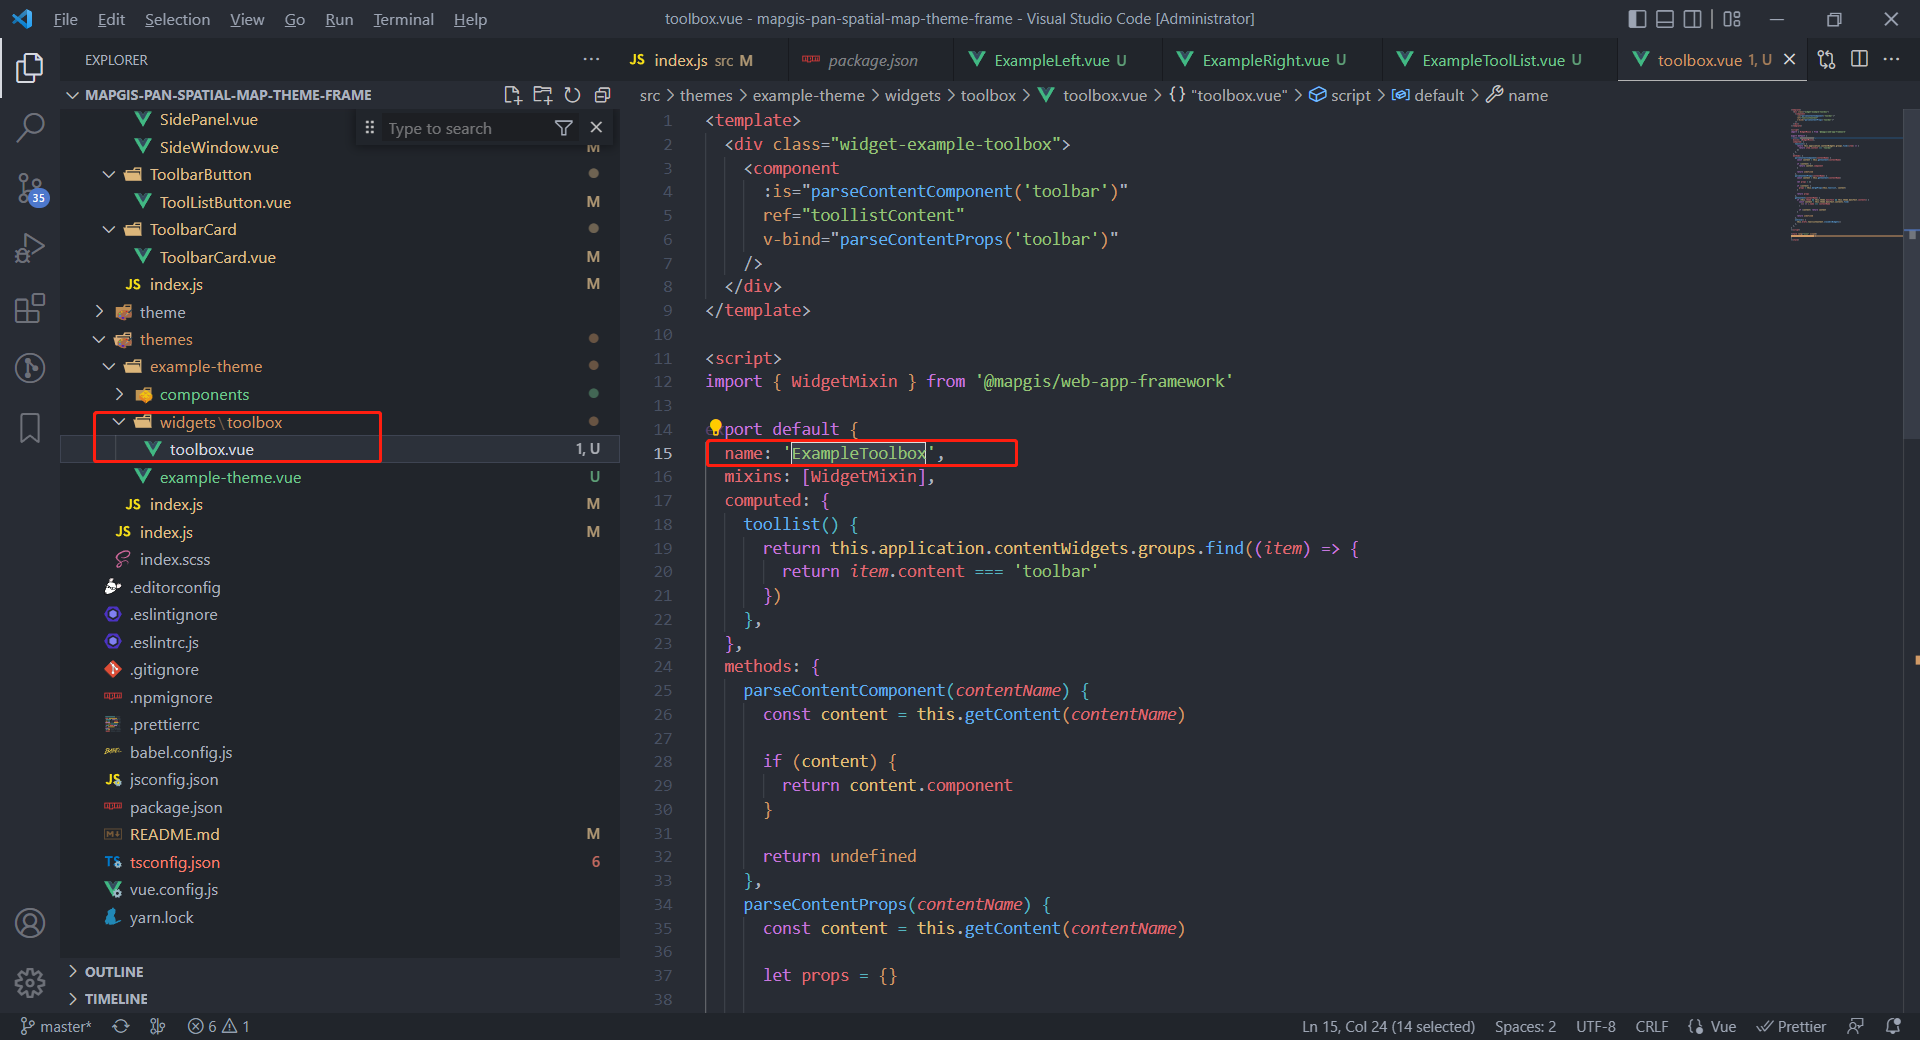 File Edit Selection View Go Run Terminal Help
toolbox.vue - mapgis-pan-spatial-map-theme-frame - Visual Studio Code [Administrator]
EXPLORER
JS index.js src M
package.json
ExampleLeft.vue U
ExampleRight.vue U
ExampleToolList.vue U
toolbox.vue 1, U
MAPGIS-PAN-SPATIAL-MAP-THEME-FRAME
src > themes > example-theme > widgets > toolbox > toolbox.vue > {} "toolbox.vue" > script > default > name
Type to search
SidePanel.vue
SideWindow.vue M
ToolbarButton
ToolListButton.vue M
ToolbarCard
ToolbarCard.vue M
JS index.js M
theme
themes
example-theme
components
widgets\toolbox
toolbox.vue 1, U
example-theme.vue U
JS index.js M
JS index.js M
index.scss
.editorconfig
.eslintignore
.eslintrc.js
.gitignore
.npmignore
.prettierrc
babel.config.js
JS jsconfig.json
package.json
README.md M
TS tsconfig.json 6
vue.config.js
yarn.lock
OUTLINE
TIMELINE
35
1 <template>
2 <div class="widget-example-toolbox">
3 <component
4 :is="parseContentComponent('toolbar')"
5 ref="toollistContent"
6 v-bind="parseContentProps('toolbar')"
7 />
8 </div>
9 </template>
10
11 <script>
12 import { WidgetMixin } from '@mapgis/web-app-framework'
13
14 export default {
15 name: 'ExampleToolbox',
16 mixins: [WidgetMixin],
17 computed: {
18 toollist() {
19 return this.application.contentWidgets.groups.find((item) => {
20 return item.content === 'toolbar'
21 })
22 },
23 },
24 methods: {
25 parseContentComponent(contentName) {
26 const content = this.getContent(contentName)
27
28 if (content) {
29 return content.component
30 }
31
32 return undefined
33 },
34 parseContentProps(contentName) {
35 const content = this.getContent(contentName)
36
37 let props = {}
38
master* 6 1
Ln 15, Col 24 (14 selected) Spaces: 2 UTF-8 CRLF {} Vue Prettier